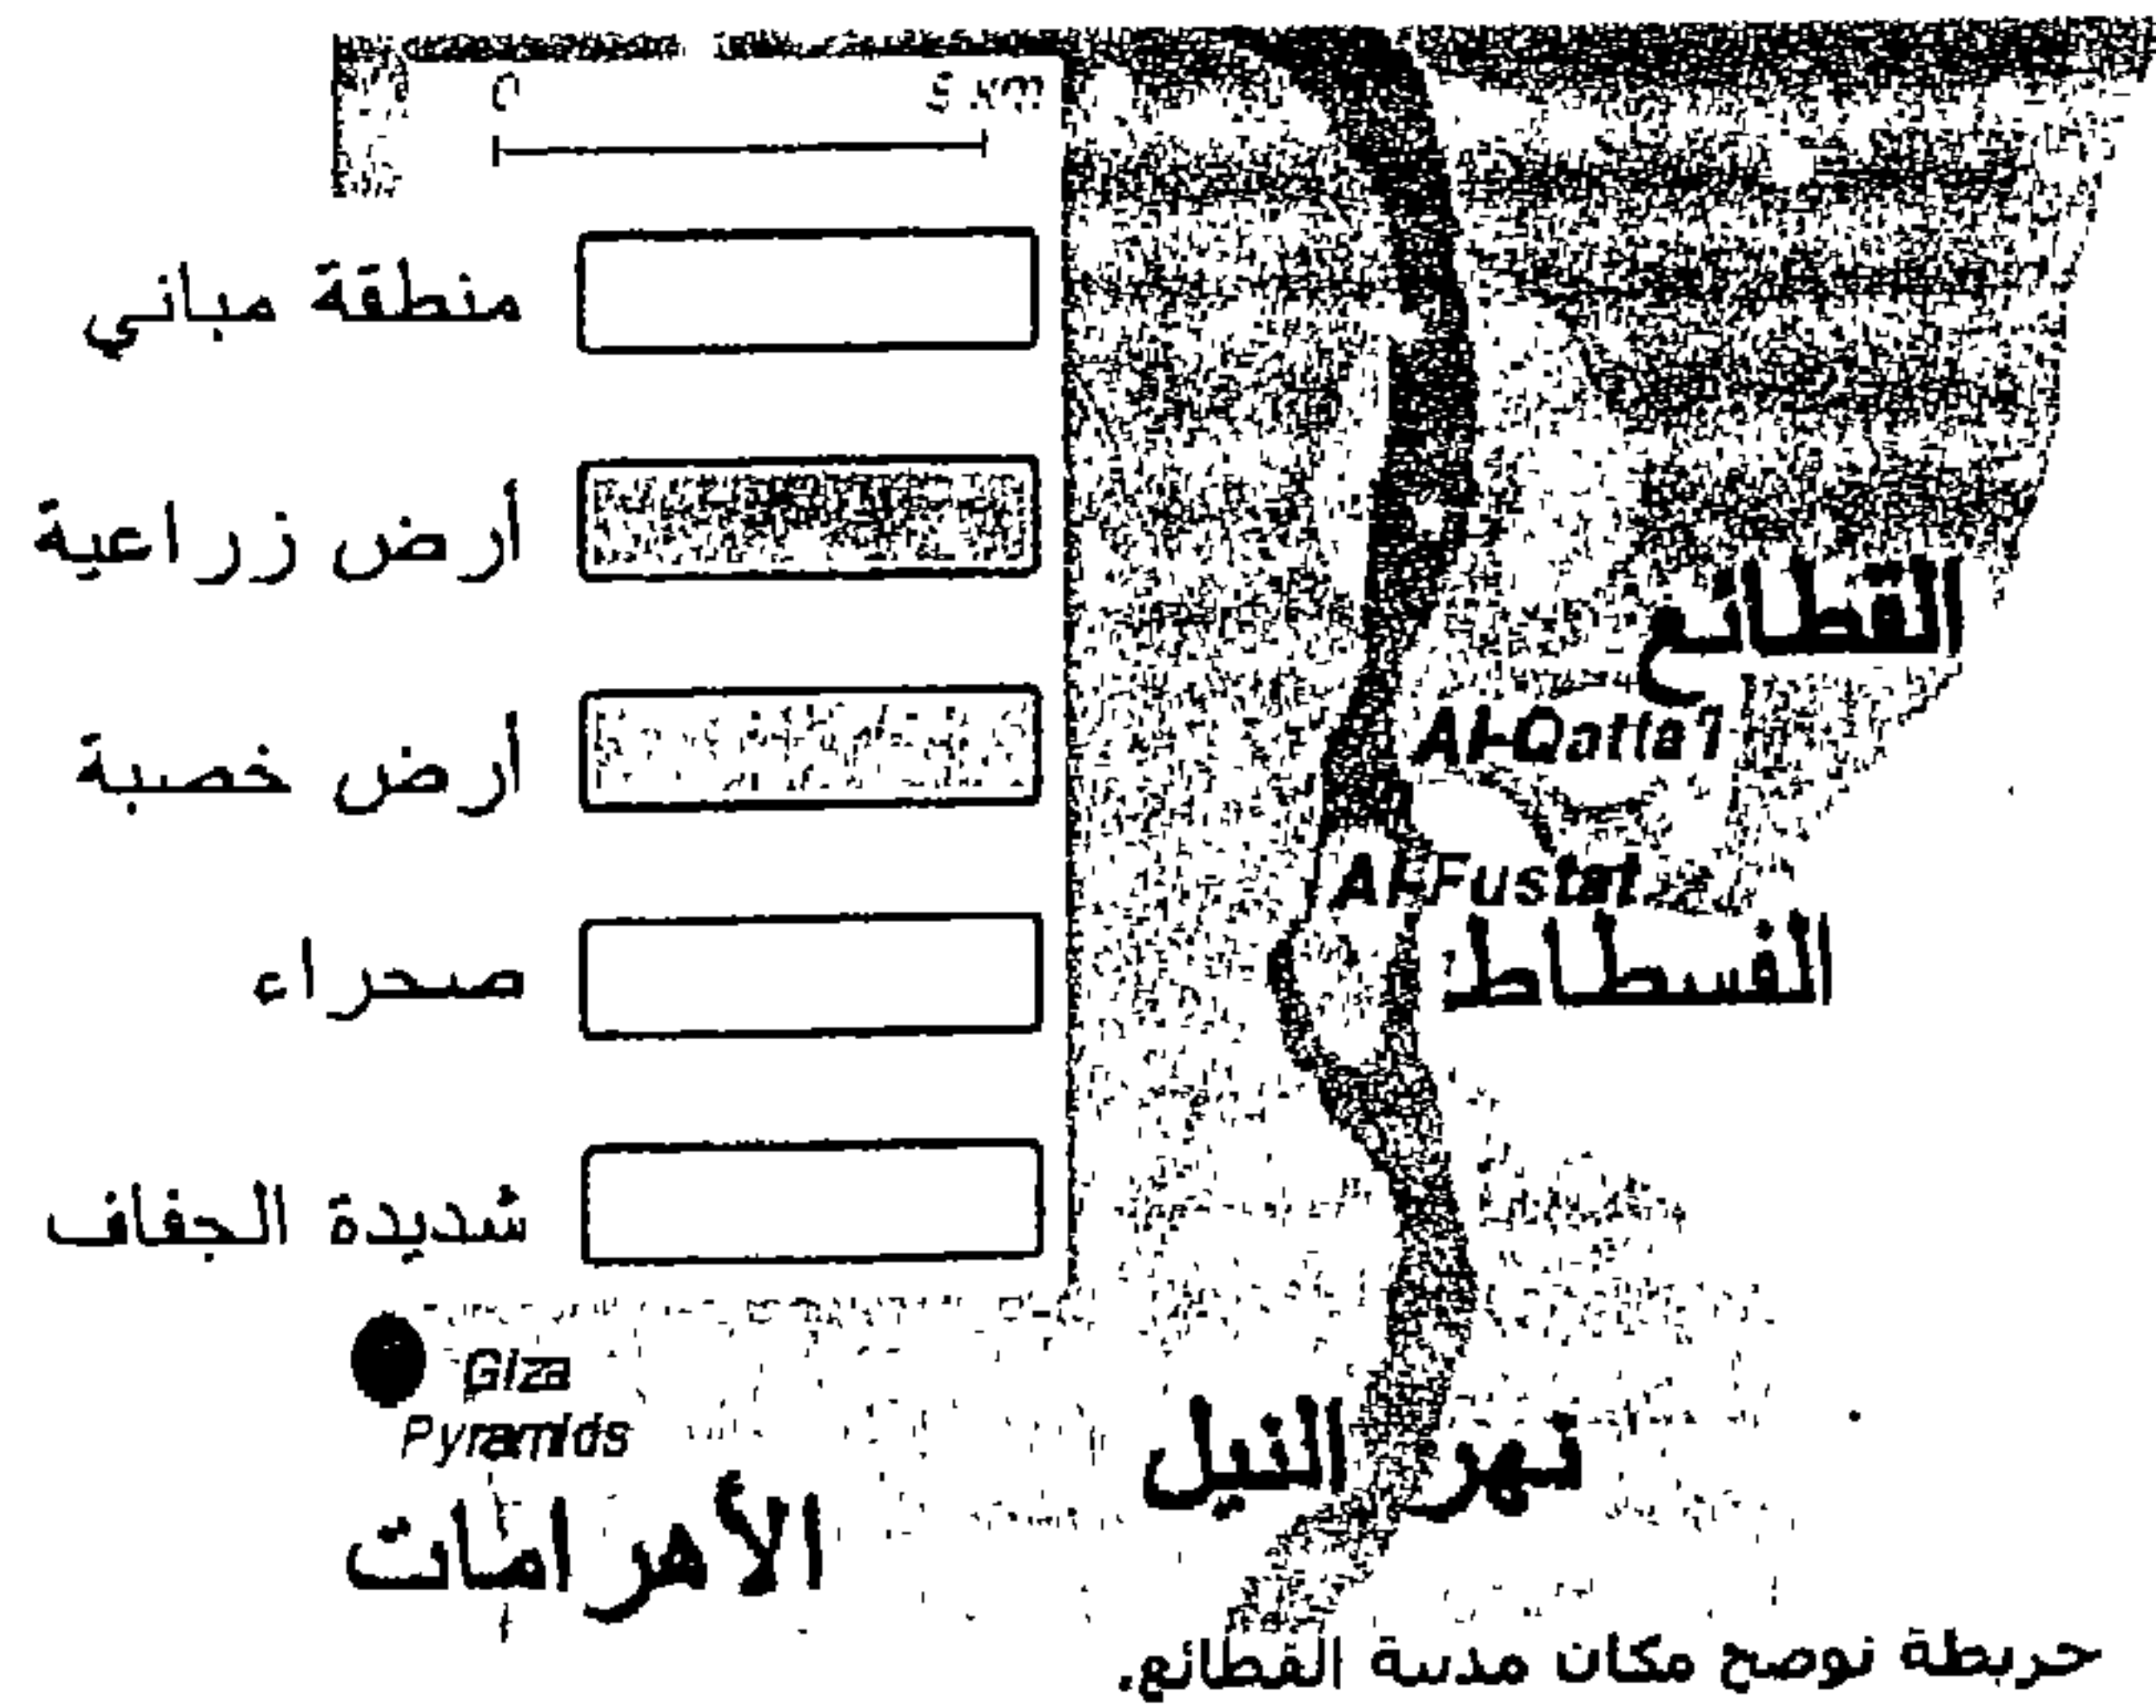 0 5 km
منطقة مباني
أرض زراعية
أرض خصبة
صحراء
شديدة الجفاف
القطائع
Al-Qatta'i
Al-Fustat
الفسطاط
Giza
Pyramids
الأهرامات
نهر النيل
خريطة توضح مكان مدينة القطائع.